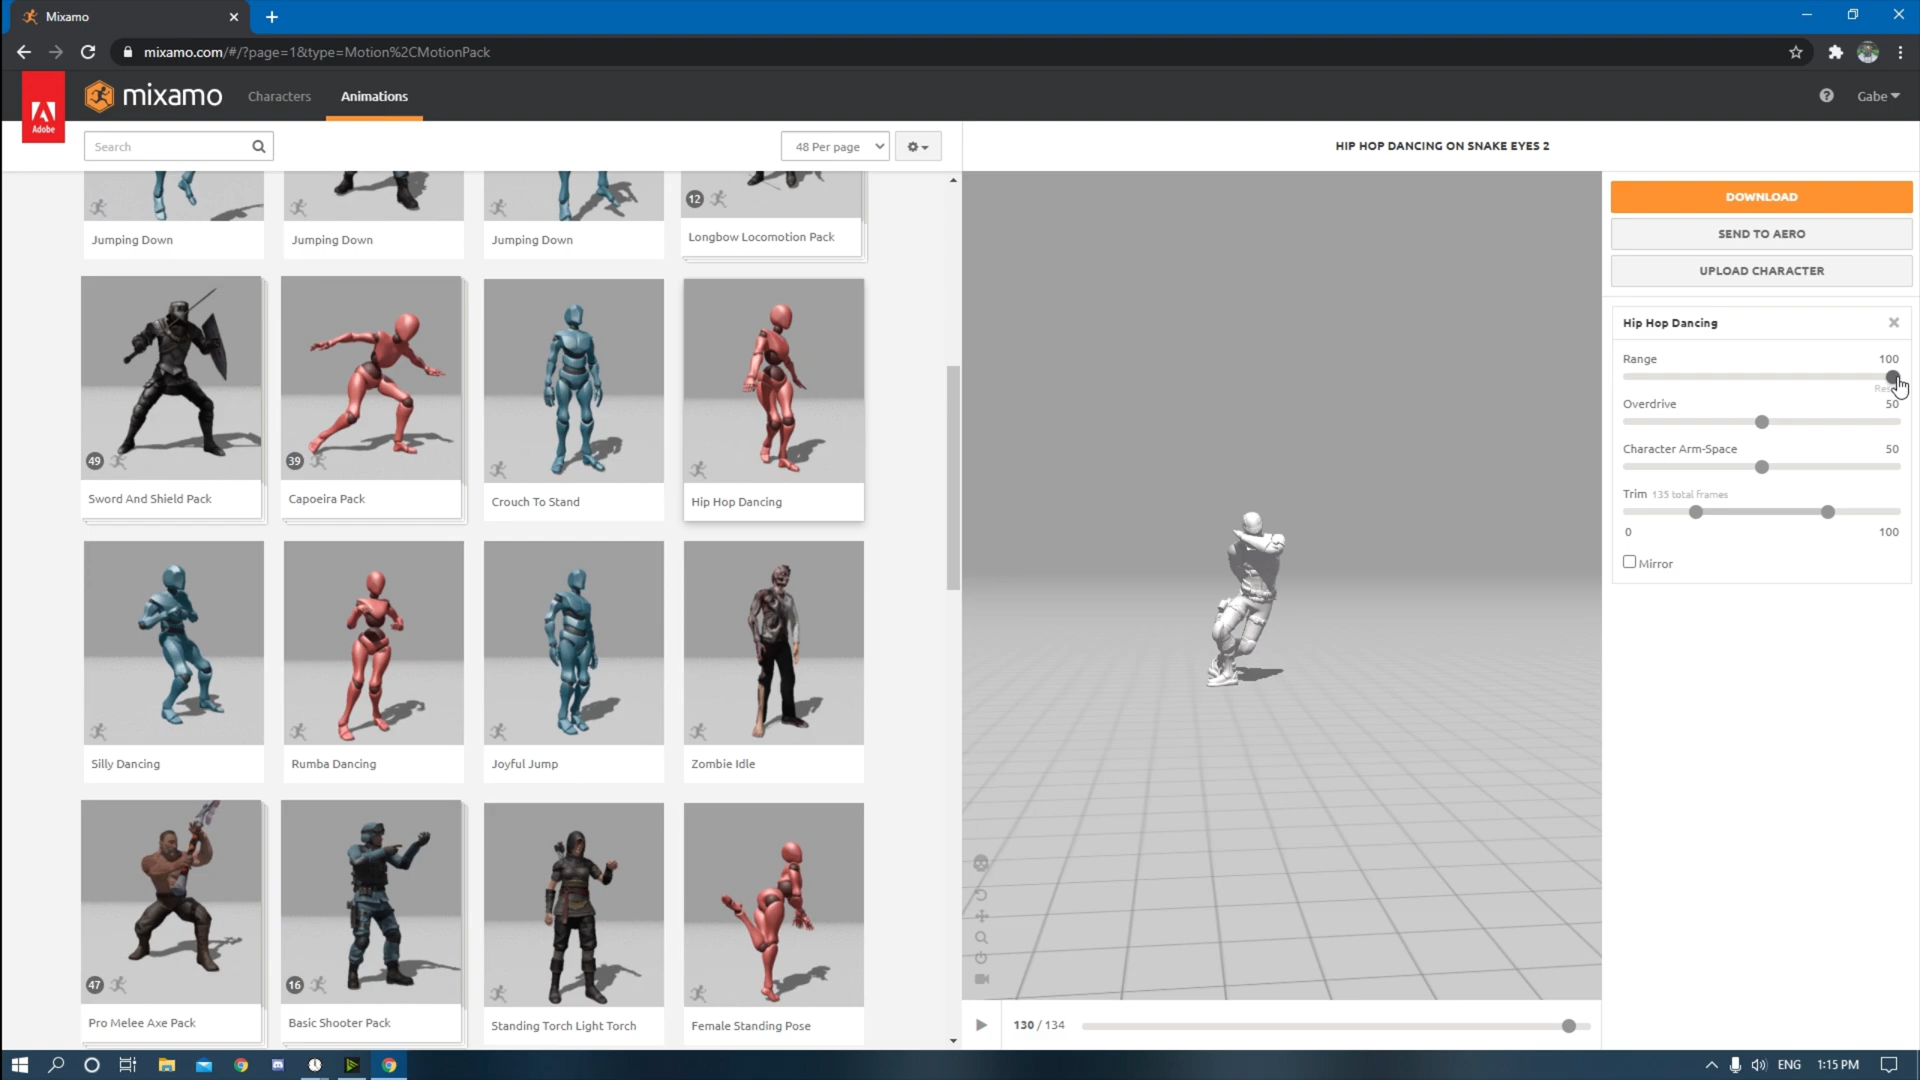 Mixamo
mixamo.com/#/?page=1&type=Motion%2CMotionPack
Adobe
mixamo
Characters
Animations
Gabe
Search
48 Per page
HIP HOP DANCING ON SNAKE EYES 2
DOWNLOAD
SEND TO AERO
UPLOAD CHARACTER
12
Jumping Down
Jumping Down
Jumping Down
Longbow Locomotion Pack
49
39
Sword And Shield Pack
Capoeira Pack
Crouch To Stand
Hip Hop Dancing
Silly Dancing
Rumba Dancing
Joyful Jump
Zombie Idle
47
16
Pro Melee Axe Pack
Basic Shooter Pack
Standing Torch Light Torch
Female Standing Pose
Hip Hop Dancing
Range
100
Overdrive
50
Character Arm-Space
50
Trim 135 total frames
0
100
Mirror
130 / 134
ENG
1:15 PM